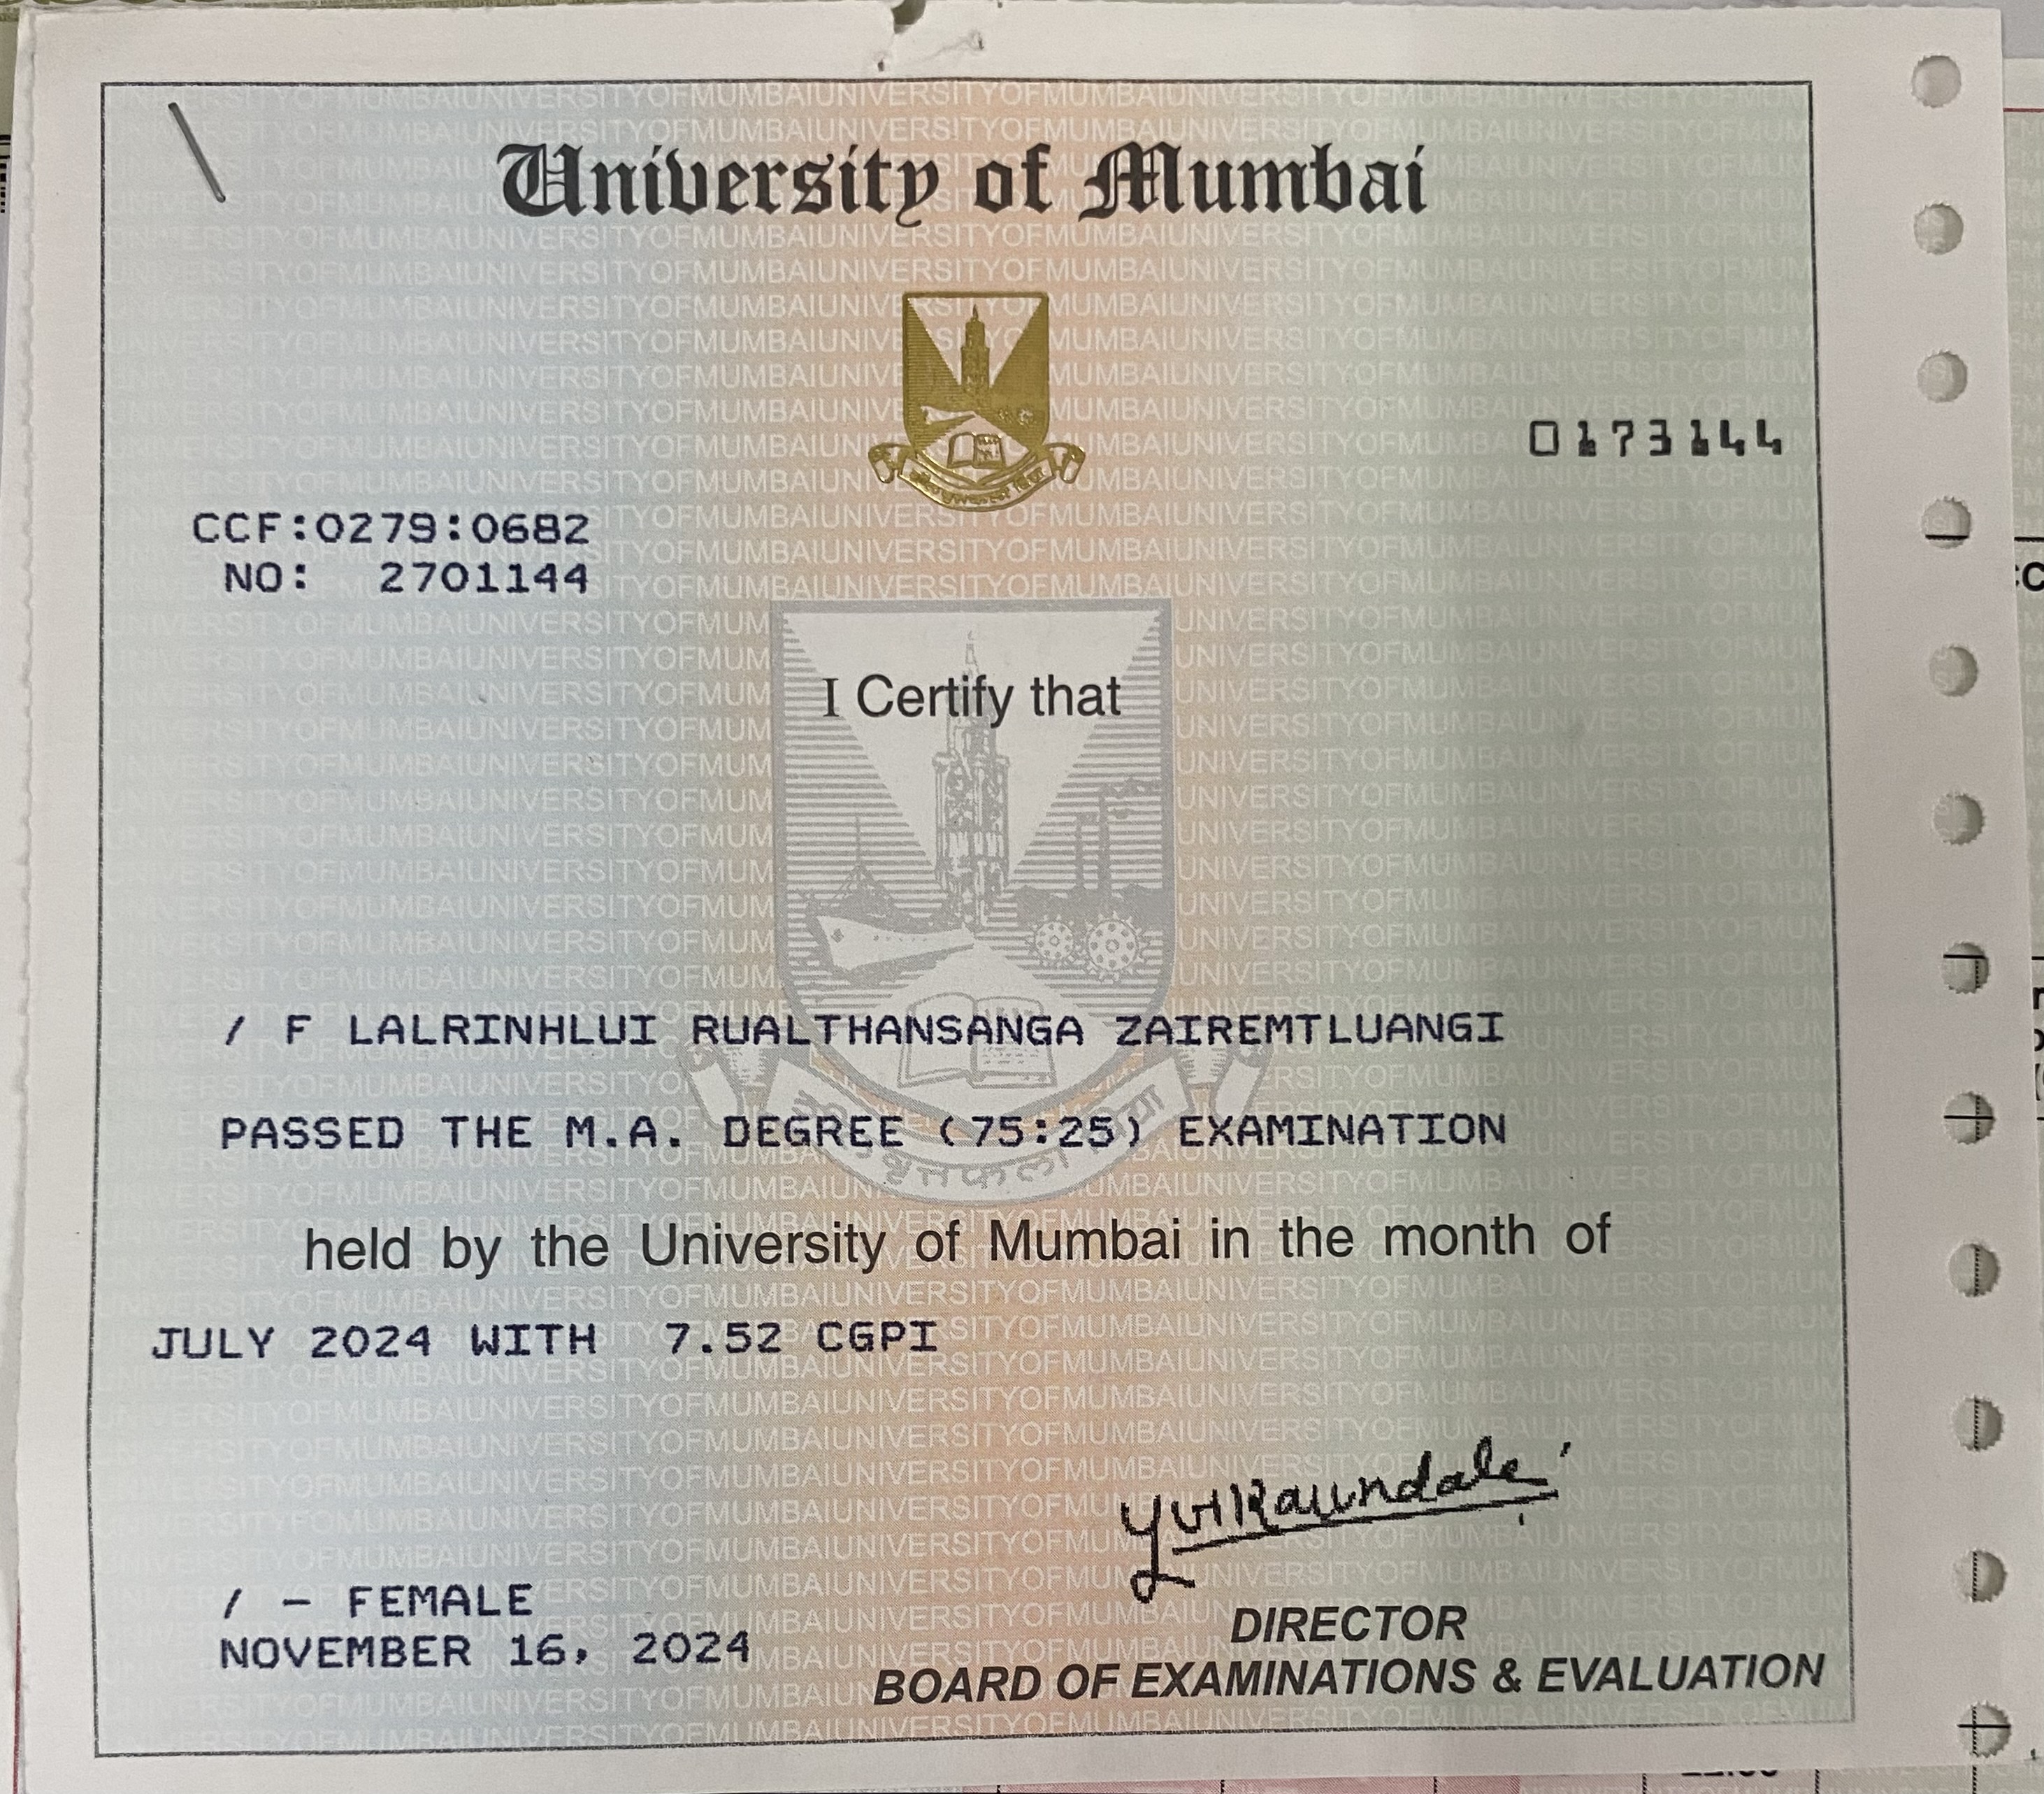 University of Mumbai
0173144
CCF:0279:0682
NO: 2701144
I Certify that
/ F LALRINHLUI RUALTHANSANGA ZAIREMTLUANGI
PASSED THE M.A. DEGREE (75:25) EXAMINATION
held by the University of Mumbai in the month of
JULY 2024 WITH 7.52 CGPI
/ - FEMALE
NOVEMBER 16, 2024
DIRECTOR
BOARD OF EXAMINATIONS & EVALUATION